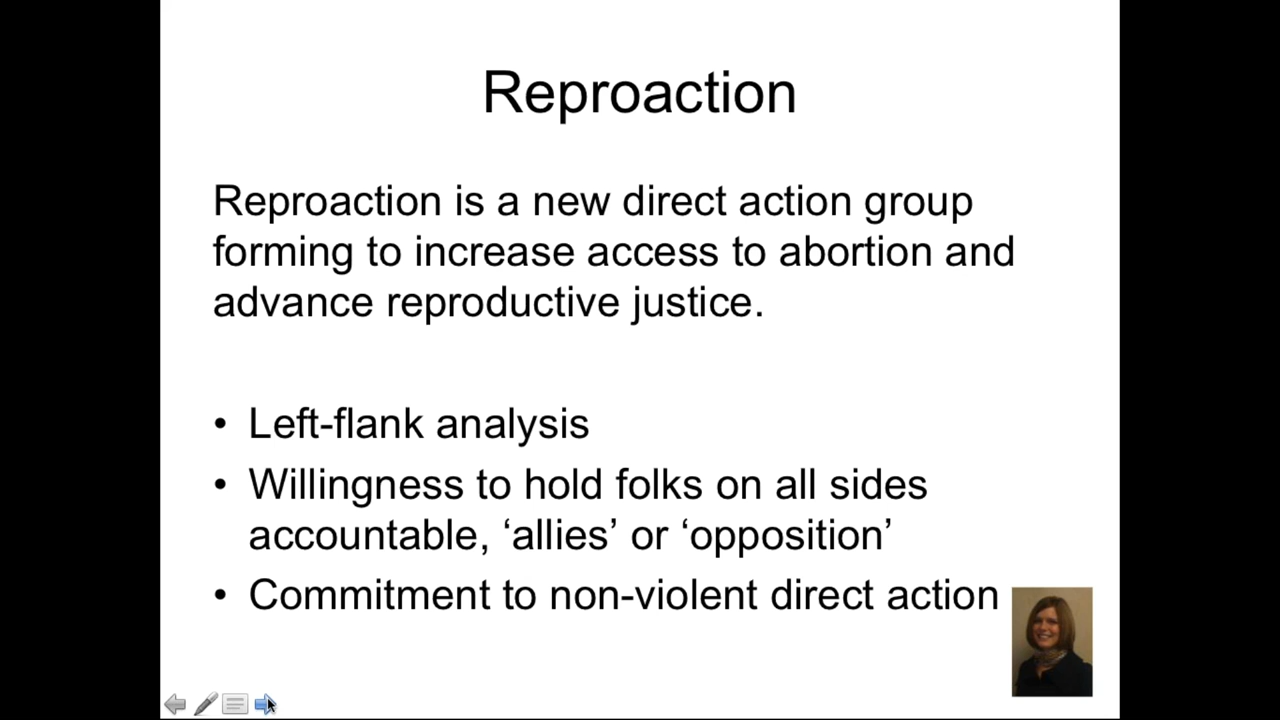 Reproaction
Reproaction is a new direct action group
forming to increase access to abortion and
advance reproductive justice.
• Left-flank analysis
• Willingness to hold folks on all sides
accountable, ‘allies’ or ‘opposition’
• Commitment to non-violent direct action